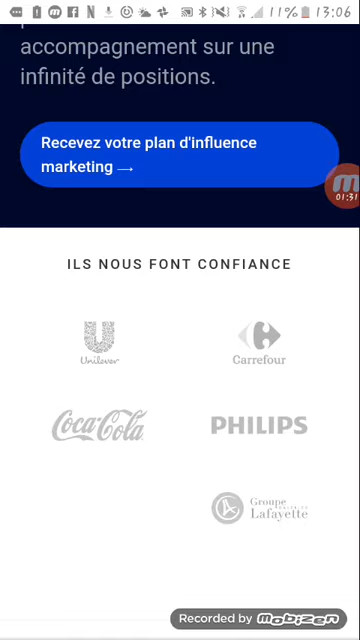 11% 13:06
accompagnement sur une
infinité de positions.
Recevez votre plan d'influence
marketing →
01:31
ILS NOUS FONT CONFIANCE
Unilever
Carrefour
Coca-Cola
PHILIPS
Groupe
Lafayette
Recorded by Mobizen